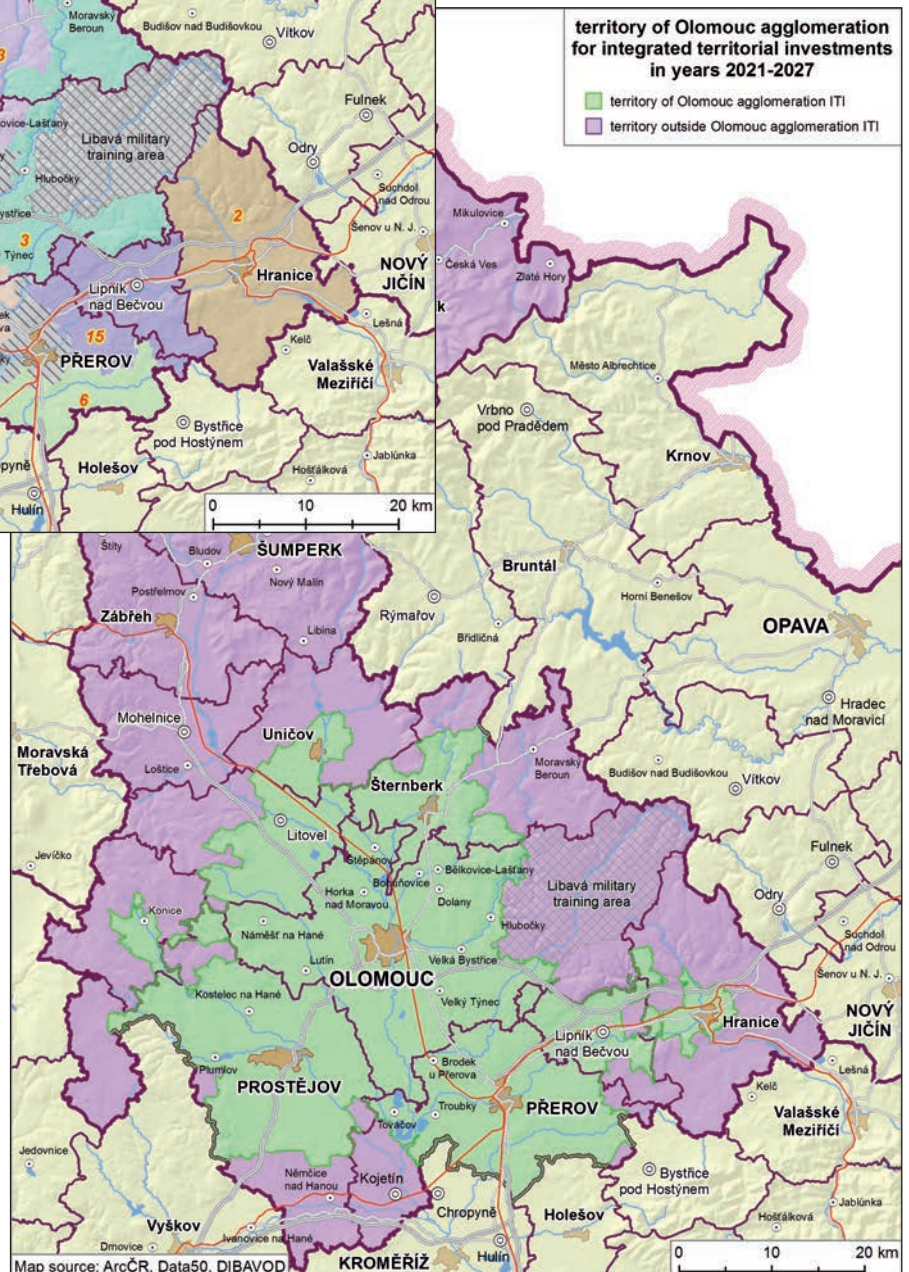 Moravský
Beroun
Budišov nad Budišovkou
Vítkov
3
Fulnek
ovice-Lašťany
Libavá military
training area
Odry
Hlubočky
Suchdol
nad Odrou
ystřice
2
Šenov u N. J.
3
Týnec
NOVÝ
JIČÍN
Hranice
Lipník
nad Bečvou
Lešná
Kelč
15
PŘEROV
Valašské
Meziříčí
6
Bystřice
pod Hostýnem
Jablůnka
Holešov
Hošťálková
opyně
Hulín
0 10 20 km
territory of Olomouc agglomeration
for integrated territorial investments
in years 2021-2027
territory of Olomouc agglomeration ITI
territory outside Olomouc agglomeration ITI
Mikulovice
Česká Ves
Zlaté Hory
k
Město Albrechtice
Vrbno
pod Pradědem
Krnov
Štíty
Bludov
ŠUMPERK
Nový Malín
Bruntál
Postřelmov
Horní Benešov
Rýmařov
Zábřeh
Libina
Břidličná
OPAVA
Hradec
nad Moravicí
Mohelnice
Uničov
Moravská
Třebová
Loštice
Moravský
Beroun
Budišov nad Budišovkou
Vítkov
Šternberk
Litovel
Jevíčko
Štěpánov
Bohuňovice
Bělkovice-Lašťany
Fulnek
Horka
nad Moravou
Dolany
Libavá military
training area
Odry
Konice
Hlubočky
Náměšť na Hané
Suchdol
nad Odrou
Lutín
OLOMOUC
Velká Bystřice
Šenov u N. J.
Kostelec na Hané
Velký Týnec
NOVÝ
JIČÍN
Hranice
Lipník
nad Bečvou
Plumlov
PROSTĚJOV
Brodek
u Přerova
Lešná
Kelč
Troubky
PŘEROV
Tovačov
Valašské
Meziříčí
Jedovnice
Němčice
nad Hanou
Kojetín
Bystřice
pod Hostýnem
Chropyně
Holešov
Jablůnka
Vyškov
Hošťálková
Ivanovice na Hané
Drnovice
KROMĚŘÍŽ
Hulín
0 10 20 km
Map source: ArcČR, Data50, DIBAVOD